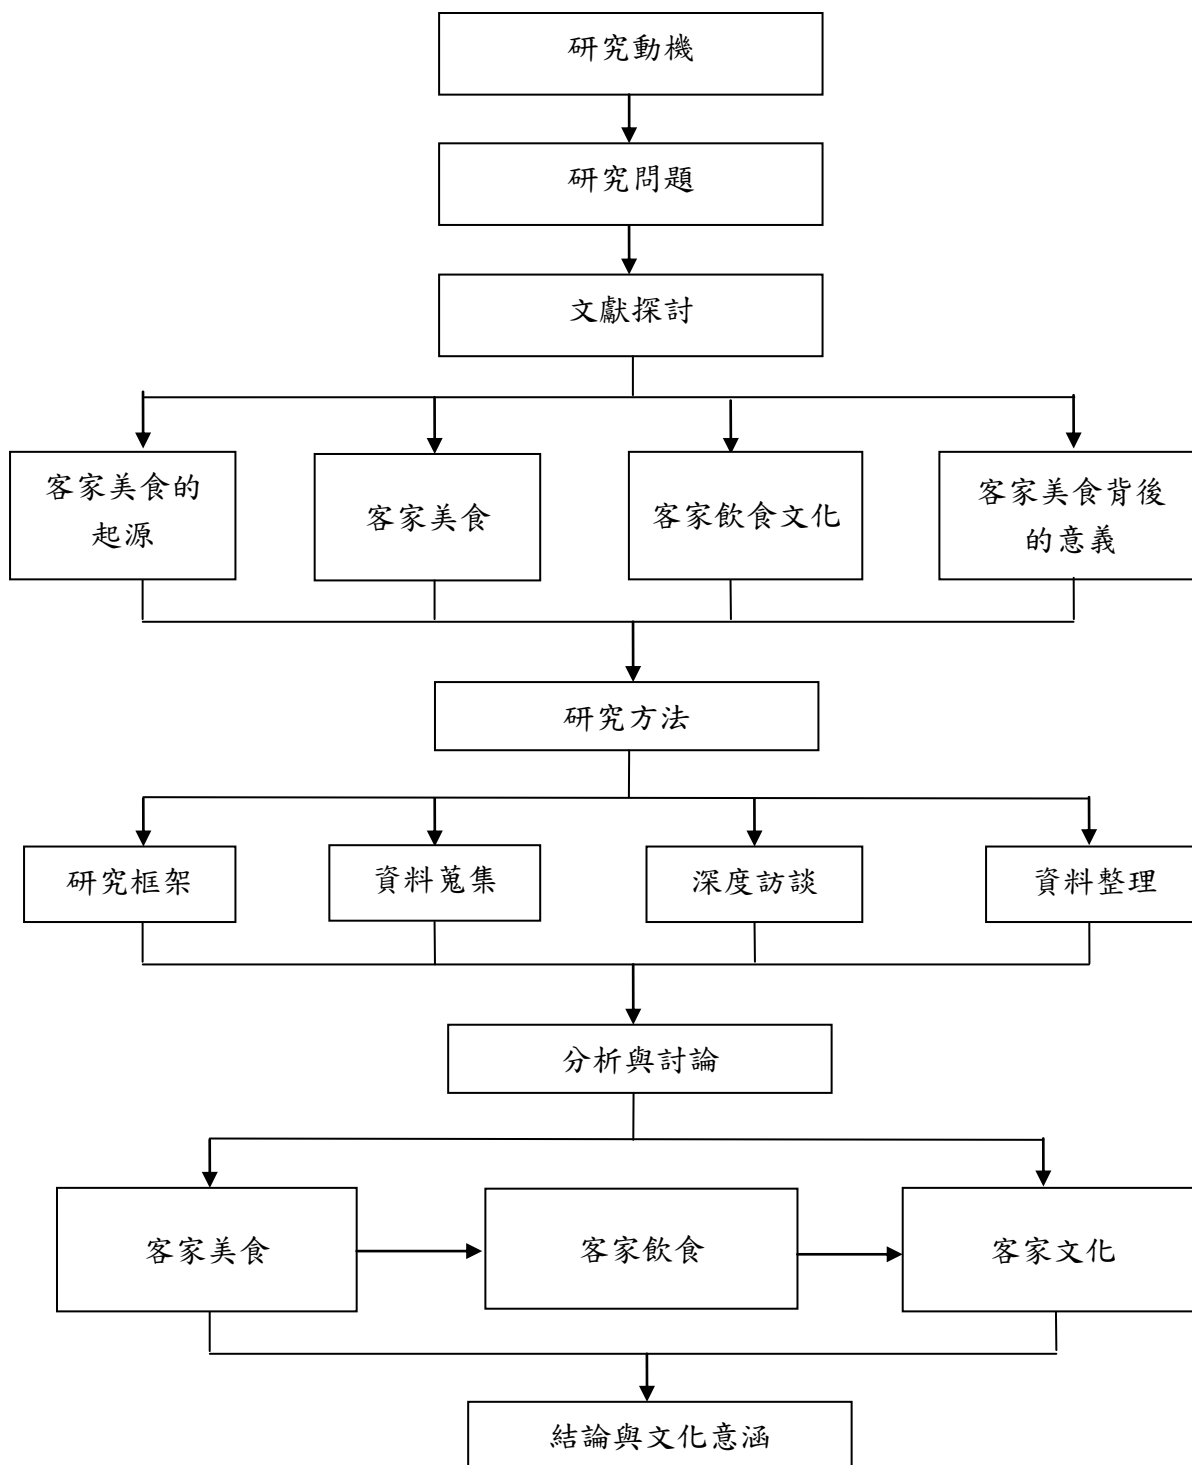 研究動機
研究問題
文獻探討
客家美食的
起源
客家美食
客家飲食文化
客家美食背後
的意義
研究方法
研究框架
資料蒐集
深度訪談
資料整理
分析與討論
客家美食
客家飲食
客家文化
結論與文化意涵